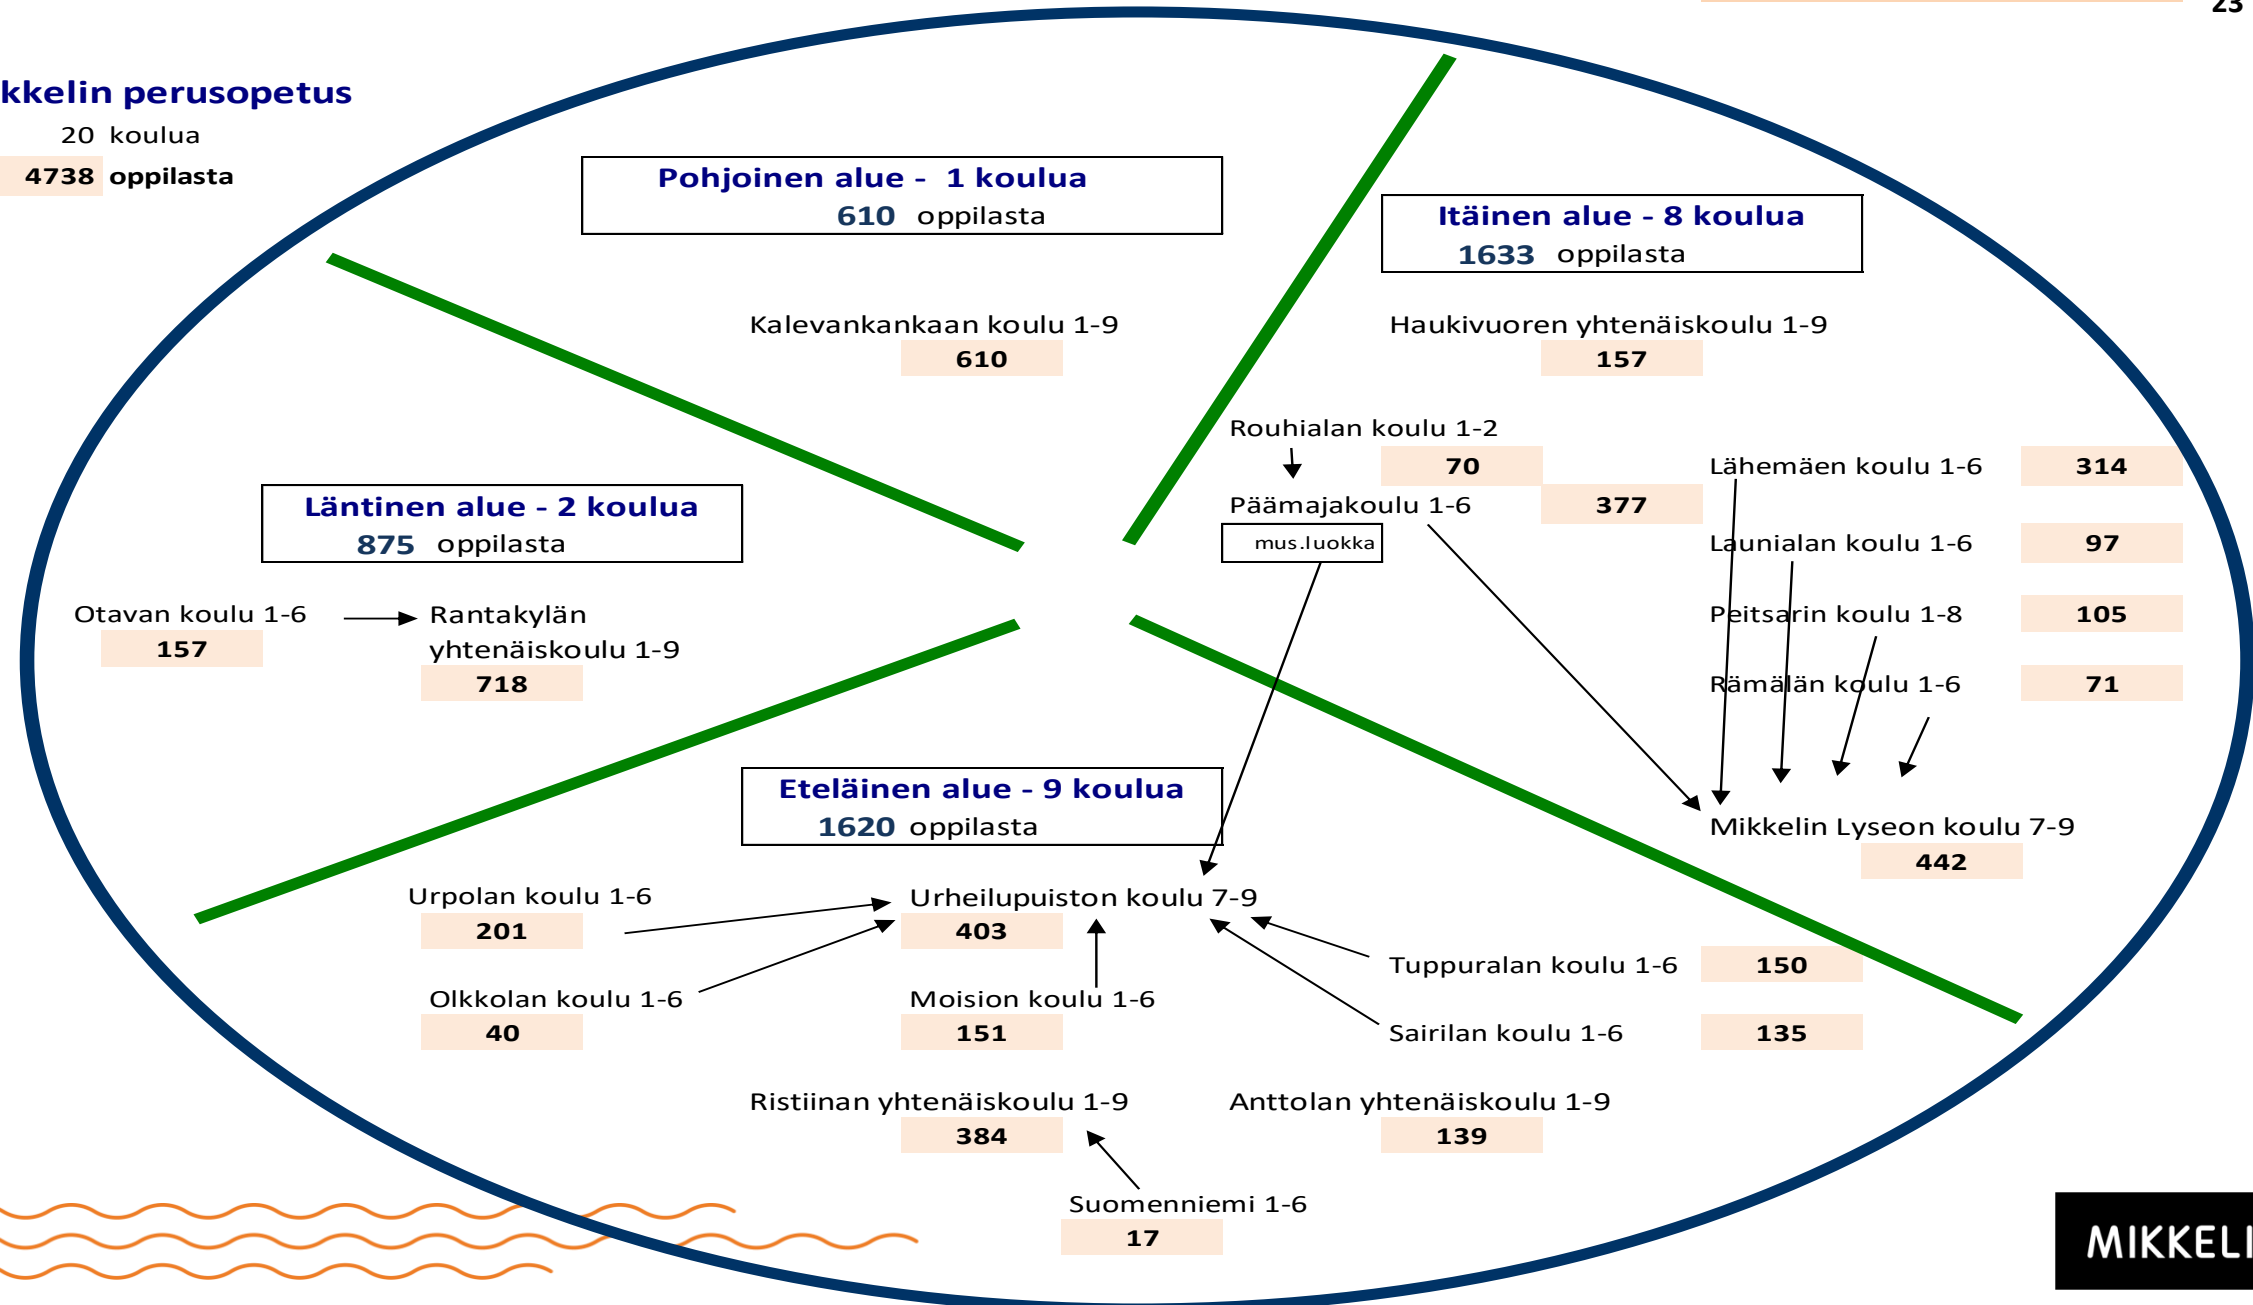 23
kkelin perusopetus
20 koulua
4738 oppilasta
Pohjoinen alue - 1 koulua
610 oppilasta
Itäinen alue - 8 koulua
1633 oppilasta
Kalevankankaan koulu 1-9
610
Haukivuoren yhtenäiskoulu 1-9
157
Rouhialan koulu 1-2
70
Päämajakoulu 1-6
377
mus.luokka
Lähemäen koulu 1-6 314
Launialan koulu 1-6 97
Peitsarin koulu 1-8 105
Rämälän koulu 1-6 71
Mikkelin Lyseon koulu 7-9
442
Läntinen alue - 2 koulua
875 oppilasta
Otavan koulu 1-6
157
Rantakylän
yhtenäiskoulu 1-9
718
Eteläinen alue - 9 koulua
1620 oppilasta
Urpolan koulu 1-6
201
Urheilupuiston koulu 7-9
403
Tuppuralan koulu 1-6 150
Olkkolan koulu 1-6
40
Moision koulu 1-6
151
Sairilan koulu 1-6 135
Ristiinan yhtenäiskoulu 1-9
384
Anttolan yhtenäiskoulu 1-9
139
Suomenniemi 1-6
17
MIKKELI